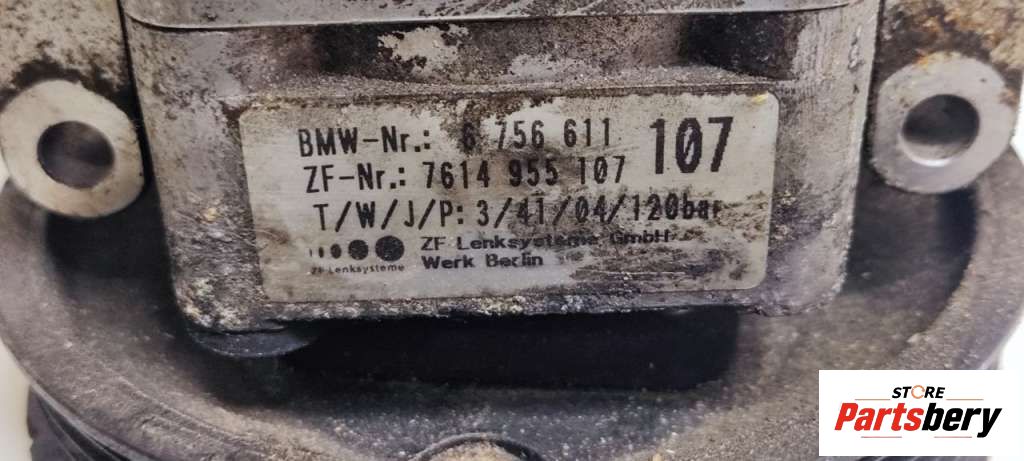 BMW-Nr.: 6 756 611 107
ZF-Nr.: 7614 955 107
T/W/J/P: 3/41/04/120bar
ZF Lenksysteme GmbH
ZF Lenksysteme Werk Berlin
STORE
Partsbery